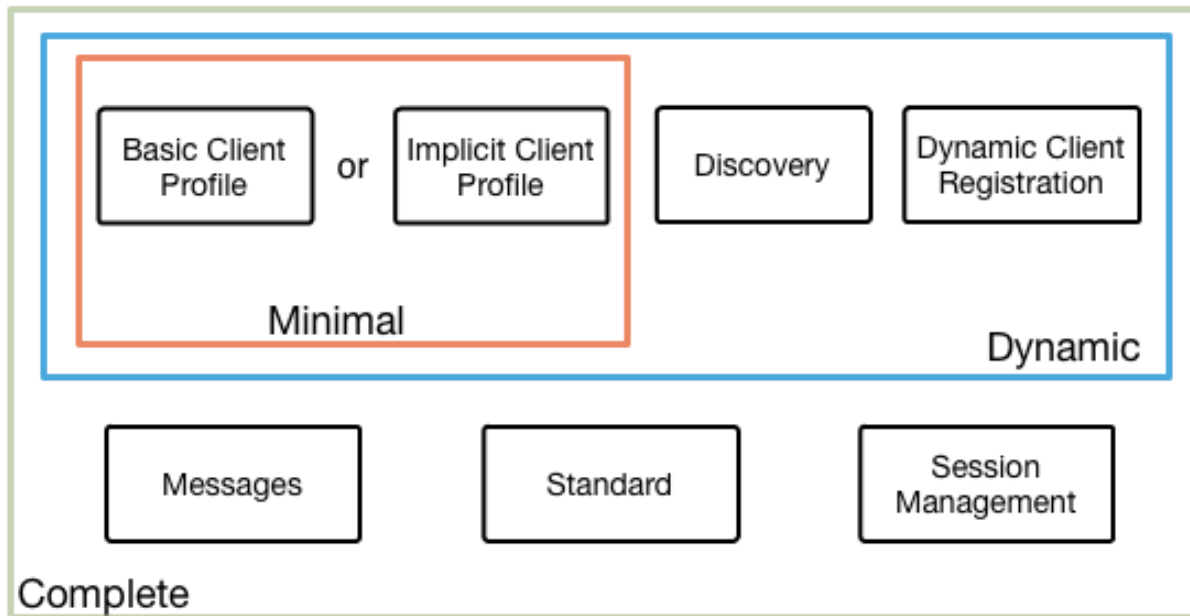 Basic Client
Profile
or
Implicit Client
Profile
Discovery
Dynamic Client
Registration
Minimal
Dynamic
Messages
Standard
Session
Management
Complete